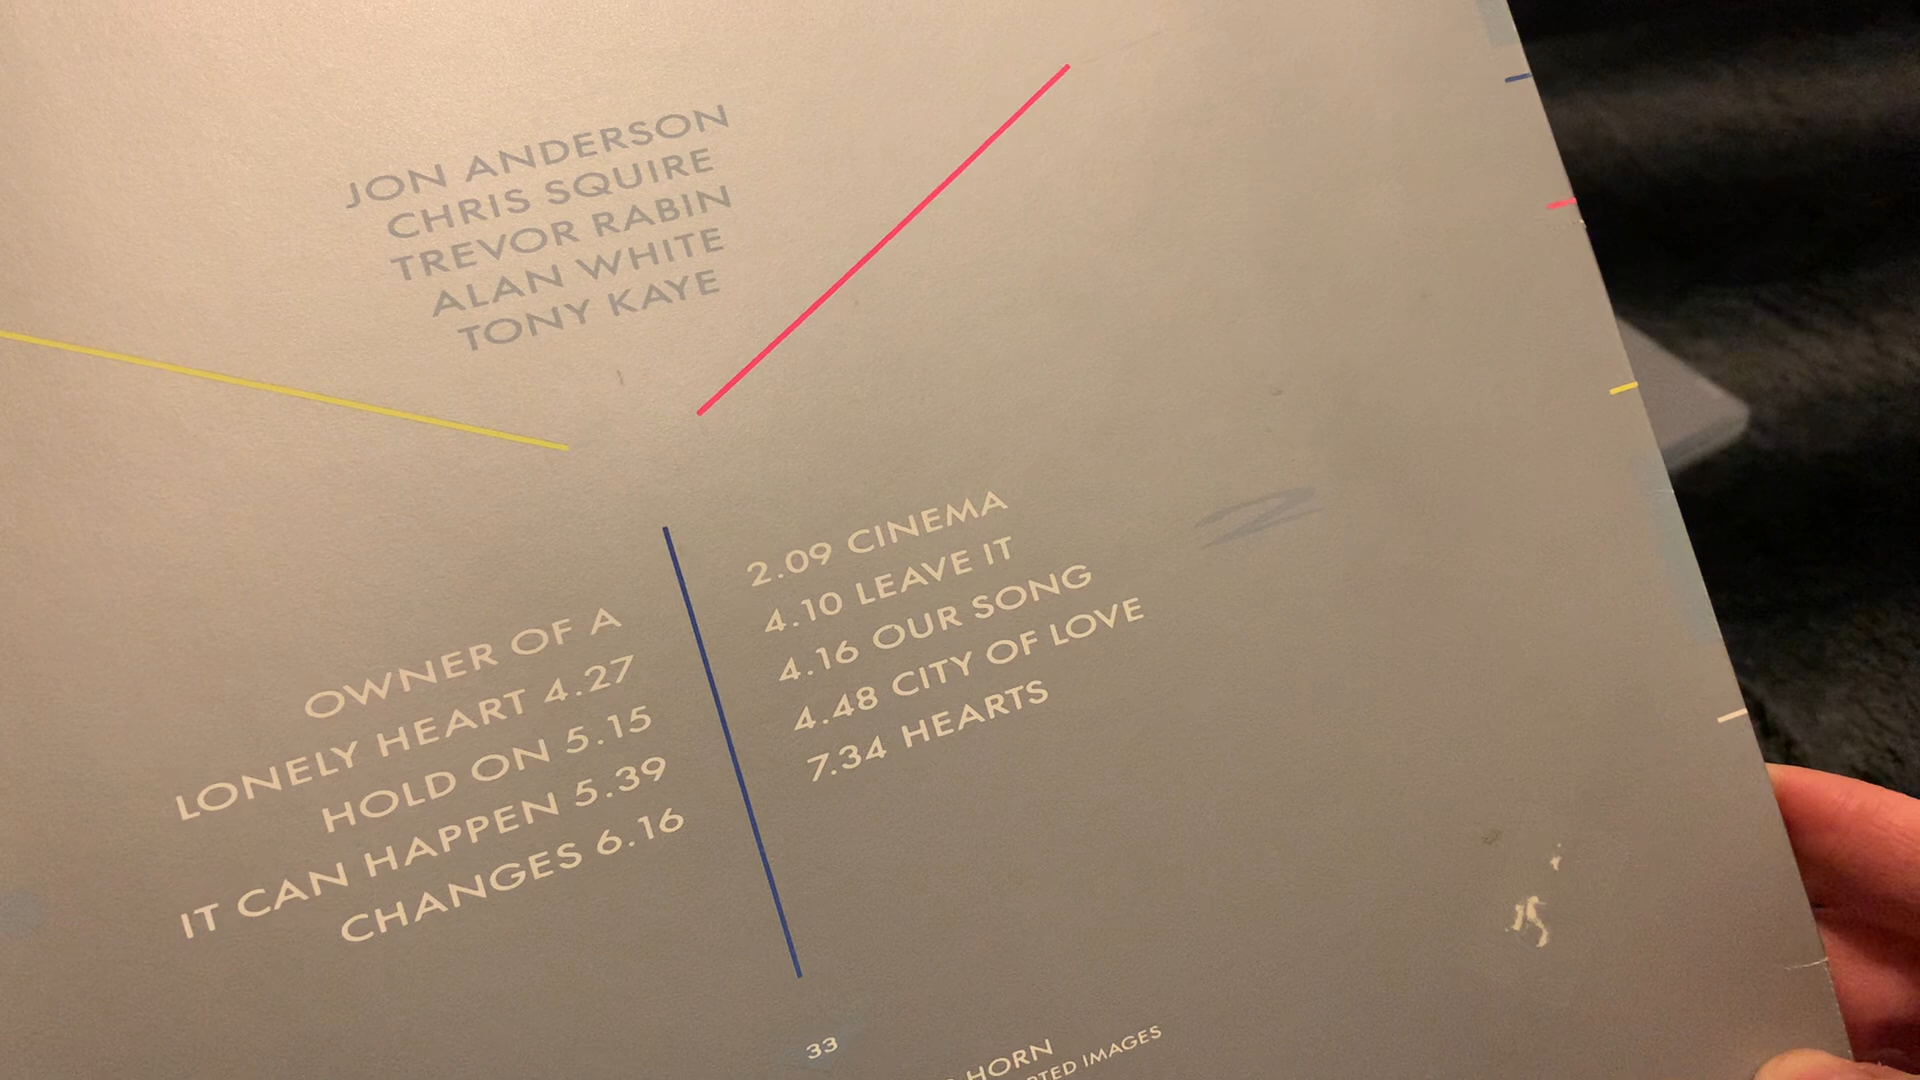 JON ANDERSON
CHRIS SQUIRE
TREVOR RABIN
ALAN WHITE
TONY KAYE
OWNER OF A
LONELY HEART 4.27
HOLD ON 5.15
IT CAN HAPPEN 5.39
CHANGES 6.16
2.09 CINEMA
4.10 LEAVE IT
4.16 OUR SONG
4.48 CITY OF LOVE
7.34 HEARTS
33
HORN
IMAGES